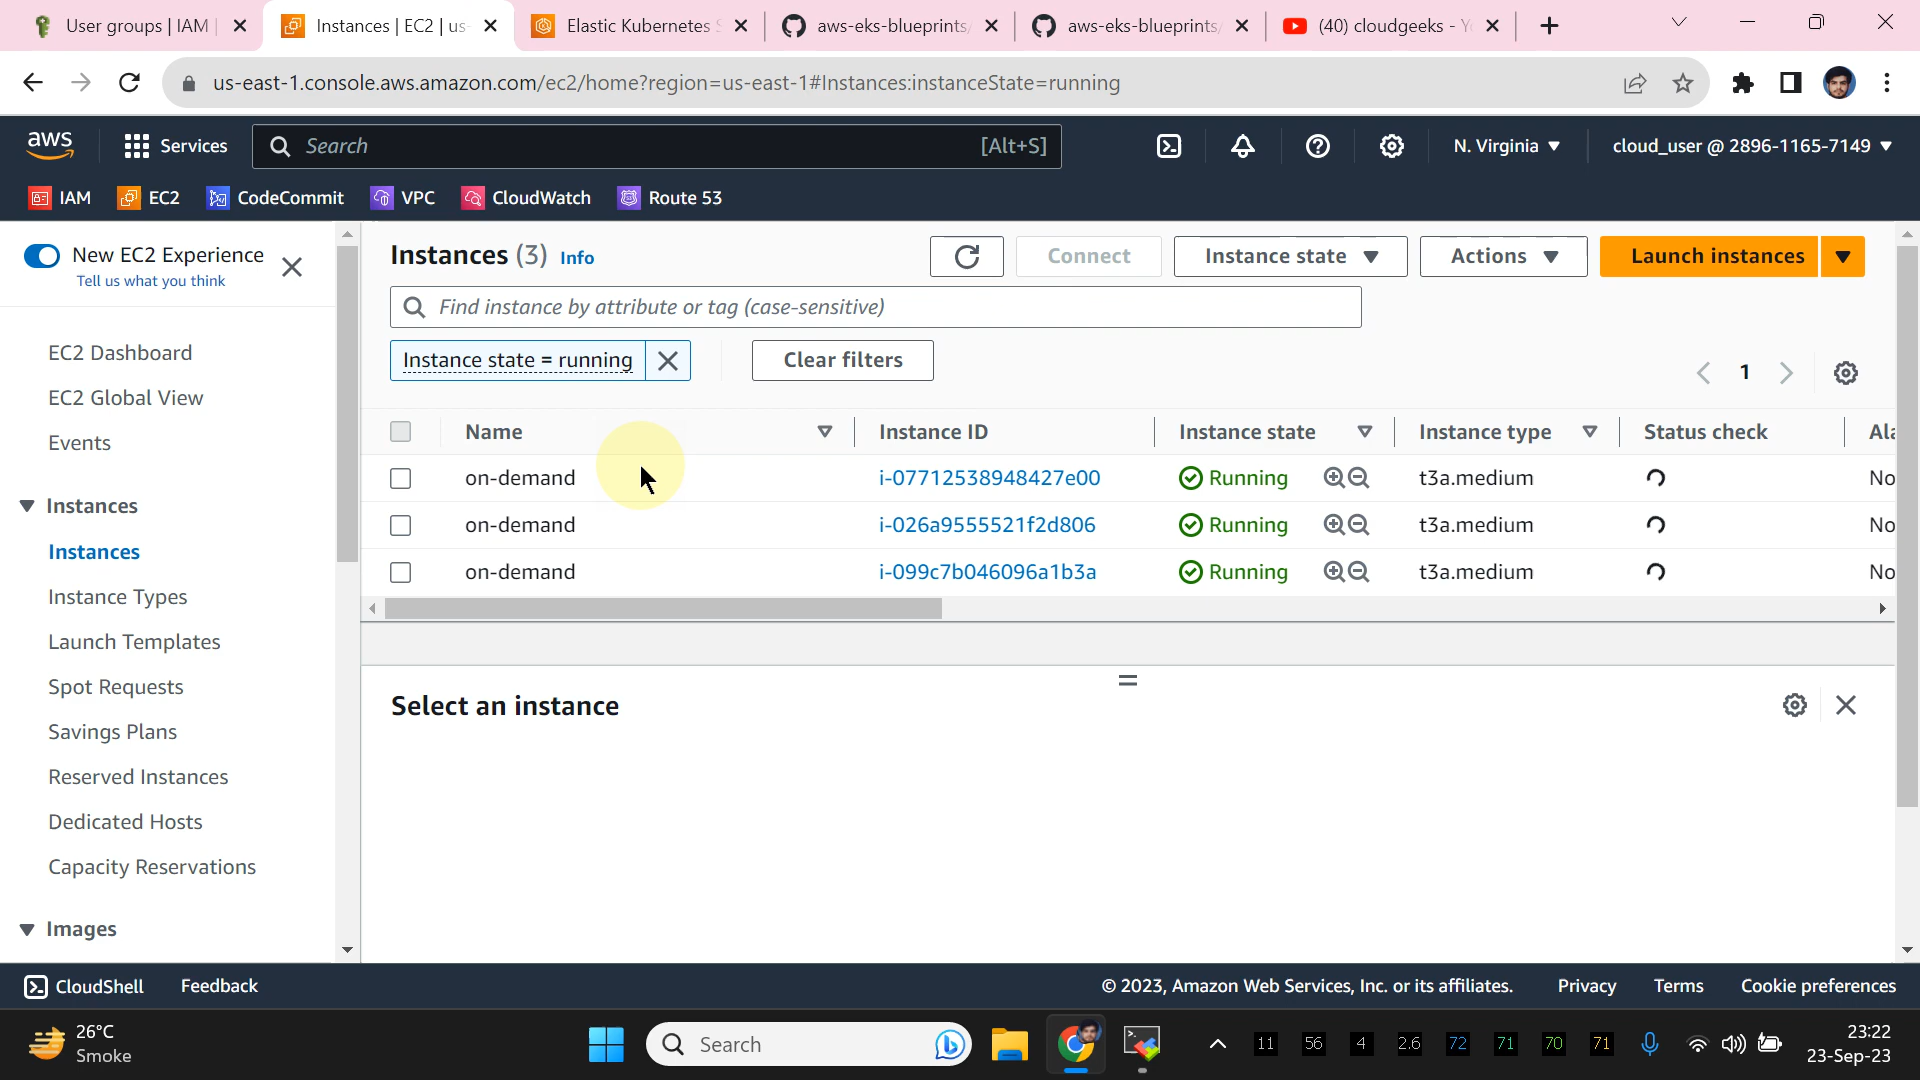 User groups | IAM
Instances | EC2 | us-
Elastic Kubernetes S
aws-eks-blueprints/
aws-eks-blueprints/
(40) cloudgeeks - Yo
us-east-1.console.aws.amazon.com/ec2/home?region=us-east-1#Instances:instanceState=running
aws
Services
Search
[Alt+S]
N. Virginia
cloud_user @ 2896-1165-7149
IAM
EC2
CodeCommit
VPC
CloudWatch
Route 53
New EC2 Experience
Tell us what you think
EC2 Dashboard
EC2 Global View
Events
Instances
Instances
Instance Types
Launch Templates
Spot Requests
Savings Plans
Reserved Instances
Dedicated Hosts
Capacity Reservations
Images
Instances (3) Info
Connect
Instance state
Actions
Launch instances
Find instance by attribute or tag (case-sensitive)
Instance state = running
Clear filters
1
Name Instance ID Instance state Instance type Status check Ala
on-demand i-07712538948427e00 Running t3a.medium No
on-demand i-026a9555521f2d806 Running t3a.medium No
on-demand i-099c7b046096a1b3a Running t3a.medium No
Select an instance
CloudShell
Feedback
© 2023, Amazon Web Services, Inc. or its affiliates.
Privacy
Terms
Cookie preferences
26°C
Smoke
Search
11 56 4 2.6 72 71 70 71
23:22
23-Sep-23